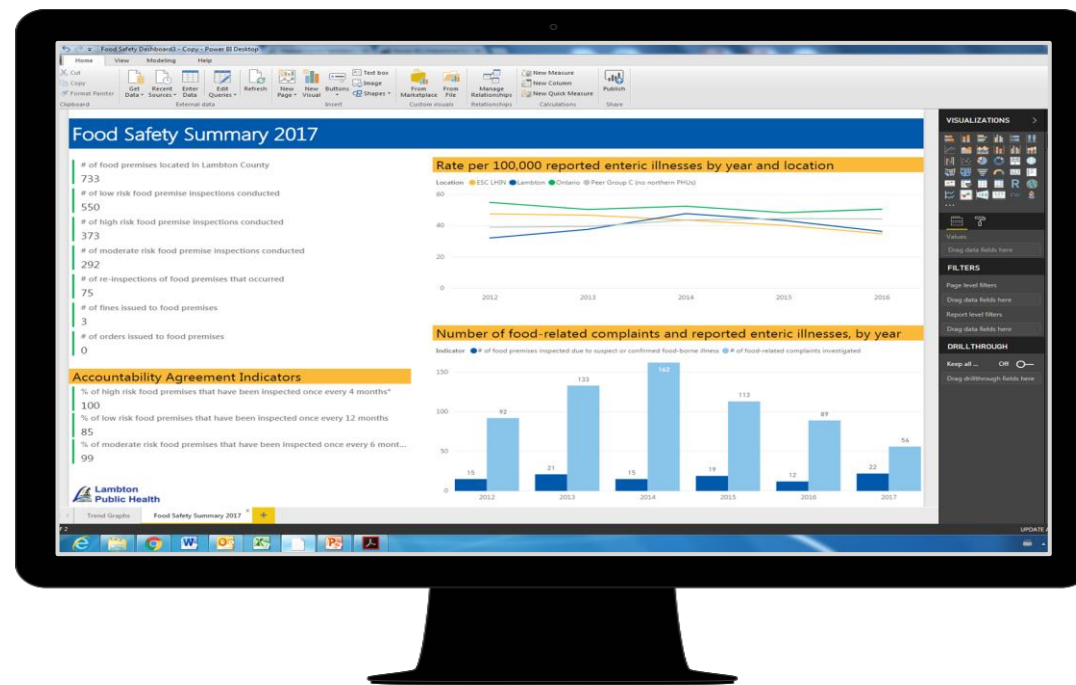 Food Safety Dashboard3 - Copy - Power BI Desktop
Home View Modeling Help
Cut
Copy
Format Painter
Get Data
Recent Sources
Enter Data
Edit Queries
Refresh
New Page
New Visual
Buttons
Text box
Image
Shapes
From Marketplace
From File
Manage Relationships
New Measure
New Column
New Quick Measure
Publish
Clipboard External data Insert Custom visuals Relationships Calculations Share
Food Safety Summary 2017
# of food premises located in Lambton County
733
# of low risk food premise inspections conducted
550
# of high risk food premise inspections conducted
373
# of moderate risk food premise inspections conducted
292
# of re-inspections of food premises that occurred
75
# of fines issued to food premises
3
# of orders issued to food premises
0
Accountability Agreement Indicators
% of high risk food premises that have been inspected once every 4 months*
100
% of low risk food premises that have been inspected once every 12 months
85
% of moderate risk food premises that have been inspected once every 6 mont...
99
Lambton
Public Health
Rate per 100,000 reported enteric illnesses by year and location
Location ESC LHIN Lambton Ontario Peer Group C (no northern PHUs)
60
40
20
0
2012 2013 2014 2015 2016
Number of food-related complaints and reported enteric illnesses, by year
Indicator # of food premises inspected due to suspect or confirmed food-borne illness # of food-related complaints investigated
150
100
50
0
15 92 21 133 15 162 19 113 12 89 22 56
2012 2013 2014 2015 2016 2017
VISUALIZATIONS >
R
...
Values
Drag data fields here
FILTERS
Page level filters
Drag data fields here
Report level filters
Drag data fields here
DRILLTHROUGH
Keep all ... Off
Drag drillthrough fields here
Trend Graphs Food Safety Summary 2017 +
UPDATE